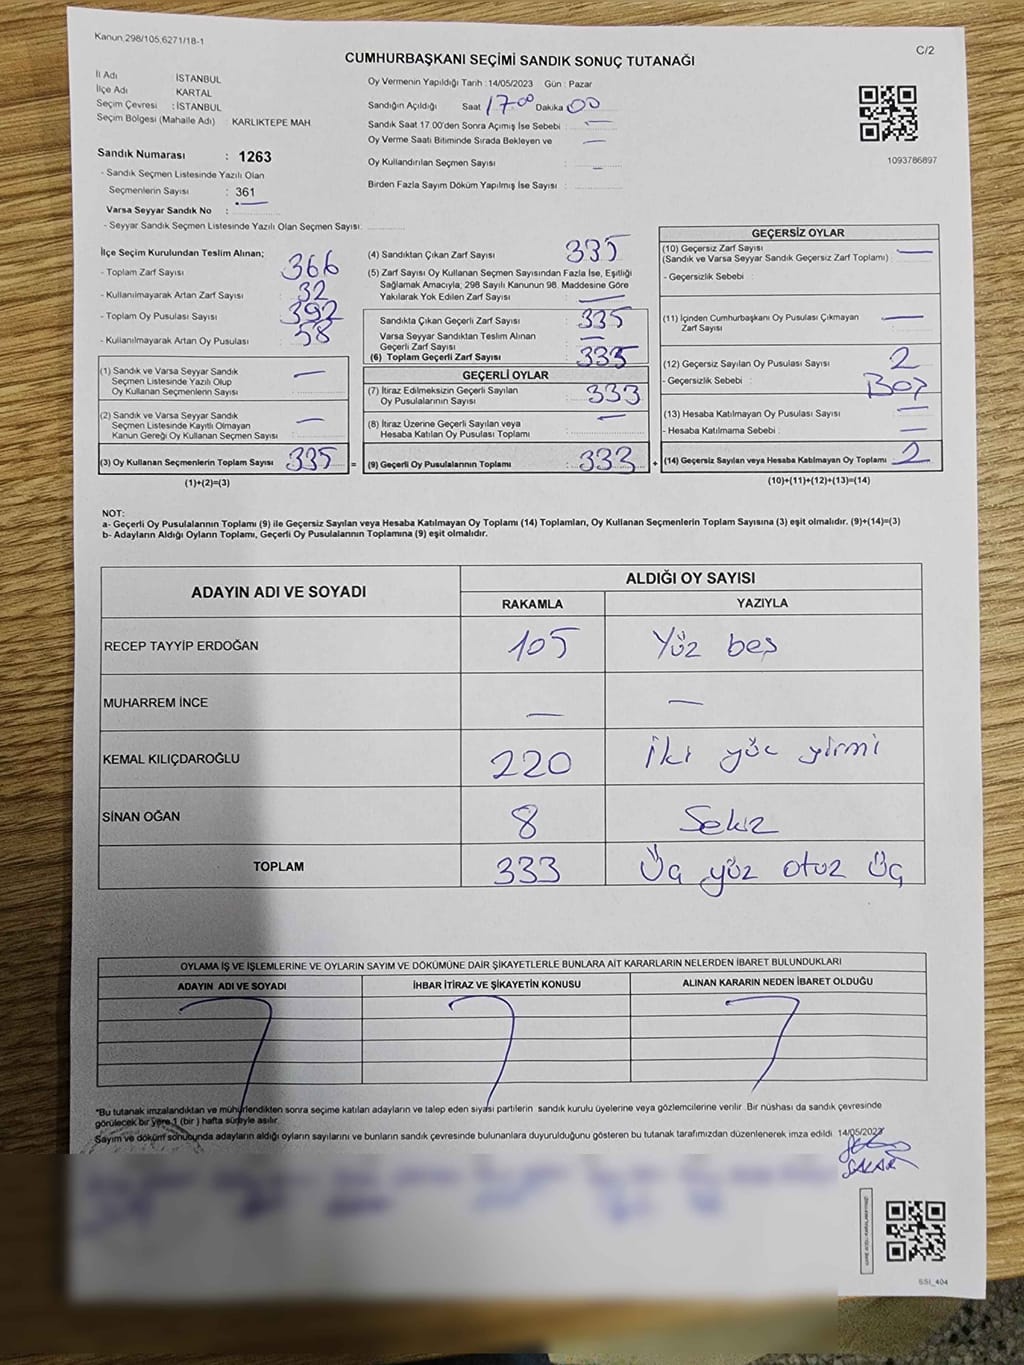 Kanun.298/105,6271/18-1
C/2
CUMHURBAŞKANI SEÇİMİ SANDIK SONUÇ TUTANAĞI
İl Adı İSTANBUL
İlçe Adı KARTAL
Seçim Çevresi : İSTANBUL
Seçim Bölgesi (Mahalle Adı) : KARLIKTEPE MAH
Sandık Numarası : 1263
- Sandık Seçmen Listesinde Yazılı Olan
Seçmenlerin Sayısı : 361
Varsa Seyyar Sandık No :
- Seyyar Sandık Seçmen Listesinde Yazılı Olan Seçmen Sayısı:
Oy Vermenin Yapıldığı Tarih :14/05/2023 Gün : Pazar
Sandığın Açıldığı Saat 17 00 Dakika 00
Sandık Saat 17 00'den Sonra Açımış İse Sebebi : —
Oy Verme Saati Bitiminde Sırada Bekleyen ve —
Oy Kullandırılan Seçmen Sayısı : –
Birden Fazla Sayım Döküm Yapılmış İse Sayısı :
1093786897
İlçe Seçim Kurulundan Teslim Alınan;
- Toplam Zarf Sayısı 366
- Kullanılmayarak Artan Zarf Sayısı : 32
- Toplam Oy Pusulası Sayısı : 392
- Kullanılmayarak Artan Oy Pusulası : 58
(1) Sandık ve Varsa Seyyar Sandık
Seçmen Listesinde Yazılı Olup
Oy Kullanan Seçmenlerin Sayısı : —
(2) Sandık ve Varsa Seyyar Sandık
Seçmen Listesinde Kayıtlı Olmayan
Kanun Gereği Oy Kullanan Seçmen Sayısı : —
(3) Oy Kullanan Seçmenlerin Toplam Sayısı : 335 =
(1)+(2)=(3)
(4) Sandıktan Çıkan Zarf Sayısı : 335
(5) Zarf Sayısı Oy Kullanan Seçmen Sayısından Fazla İse, Eşitliği
Sağlamak Amacıyla, 298 Sayılı Kanunun 98. Maddesine Göre
Yakılarak Yok Edilen Zarf Sayısı : —
Sandıkta Çıkan Geçerli Zarf Sayısı : 335
Varsa Seyyar Sandıktan Teslim Alınan
Geçerli Zarf Sayısı : —
(6) Toplam Geçerli Zarf Sayısı : 335
GEÇERLİ OYLAR
(7) İtiraz Edilmeksizin Geçerli Sayılan
Oy Pusulalarının Sayısı : 333
(8) İtiraz Üzerine Geçerli Sayılan veya
Hesaba Katılan Oy Pusulası Toplamı : —
(9) Geçerli Oy Pusulalarının Toplamı : 333 +
GEÇERSİZ OYLAR
(10) Geçersiz Zarf Sayısı
(Sandık ve Varsa Seyyar Sandık Geçersiz Zarf Toplamı) : —
- Geçersizlik Sebebi :
(11) İçinden Cumhurbaşkanı Oy Pusulası Çıkmayan
Zarf Sayısı : —
(12) Geçersiz Sayılan Oy Pusulası Sayısı : 2
- Geçersizlik Sebebi : Boş
(13) Hesaba Katılmayan Oy Pusulası Sayısı : —
- Hesaba Katılmama Sebebi : —
(14) Geçersiz Sayılan veya Hesaba Katılmayan Oy Toplamı : 2
(10)+(11)+(12)+(13)=(14)
NOT:
a- Geçerli Oy Pusulalarının Toplamı (9) ile Geçersiz Sayılan veya Hesaba Katılmayan Oy Toplamı (14) Toplamları, Oy Kullanan Seçmenlerin Toplam Sayısına (3) eşit olmalıdır. (9)+(14)=(3)
b- Adayların Aldığı Oyların Toplamı, Geçerli Oy Pusulalarının Toplamına (9) eşit olmalıdır.
ADAYIN ADI VE SOYADI ALDIĞI OY SAYISI
RAKAMLA YAZIYLA
RECEP TAYYİP ERDOĞAN 105 Yüz beş
MUHARREM İNCE — —
KEMAL KILIÇDAROĞLU 220 İki yüz yirmi
SİNAN OĞAN 8 Sekiz
TOPLAM 333 Üç yüz otuz üç
OYLAMA İŞ VE İŞLEMLERİNE VE OYLARIN SAYIM VE DÖKÜMÜNE DAİR ŞİKAYETLERLE BUNLARA AİT KARARLARIN NELERDEN İBARET BULUNDUKLARI
ADAYIN ADI VE SOYADI İHBAR İTİRAZ VE ŞİKAYETİN KONUSU ALINAN KARARIN NEDEN İBARET OLDUĞU
*Bu tutanak imzalandıktan ve mühürlendikten sonra seçime katılan adayların ve talep eden siyasi partilerin sandık kurulu üyelerine veya gözlemcilerine verilir .Bir nüshası da sandık çevresinde
görülecek bir yere 1 (bir ) hafta süreyle asılır.
Sayım ve döküm sonucunda adayların aldığı oyların sayılarını ve bunların sandık çevresinde bulunanlara duyurulduğunu gösteren bu tutanak tarafımızdan düzenlenerek imza edildi. 14/05/2023
SSI_404